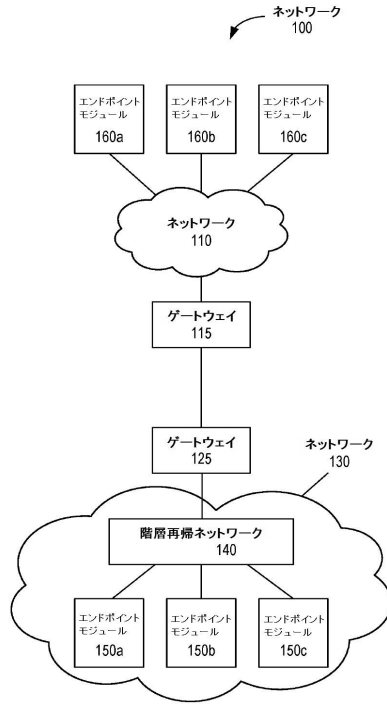 ネットワーク
100
エンドポイント
モジュール
160a
エンドポイント
モジュール
160b
エンドポイント
モジュール
160c
ネットワーク
110
ゲートウェイ
115
ゲートウェイ
125
ネットワーク
130
階層再帰ネットワーク
140
エンドポイント
モジュール
150a
エンドポイント
モジュール
150b
エンドポイント
モジュール
150c